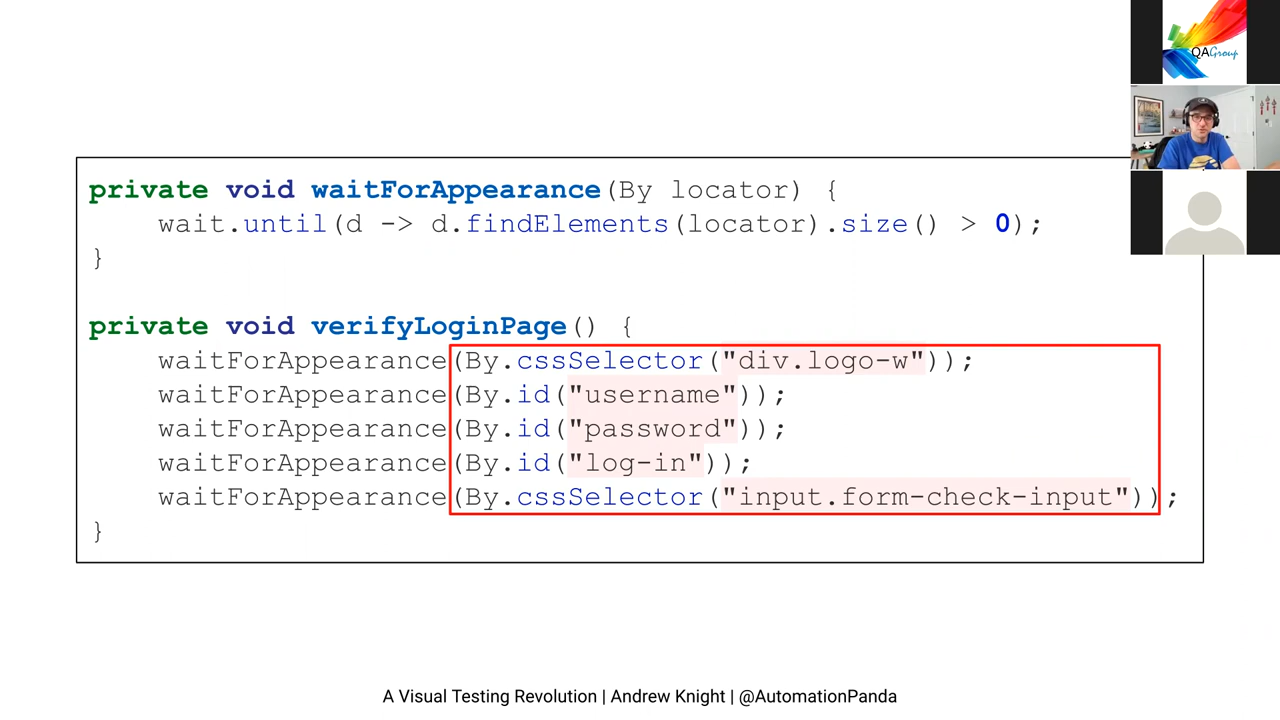 QAGroup
private void waitForAppearance(By locator) {
wait.until(d -> d.findElements(locator).size() > 0);
}
private void verifyLoginPage() {
waitForAppearance(By.cssSelector("div.logo-w"));
waitForAppearance(By.id("username"));
waitForAppearance(By.id("password"));
waitForAppearance(By.id("log-in"));
waitForAppearance(By.cssSelector("input.form-check-input"));
}
A Visual Testing Revolution | Andrew Knight | @AutomationPanda